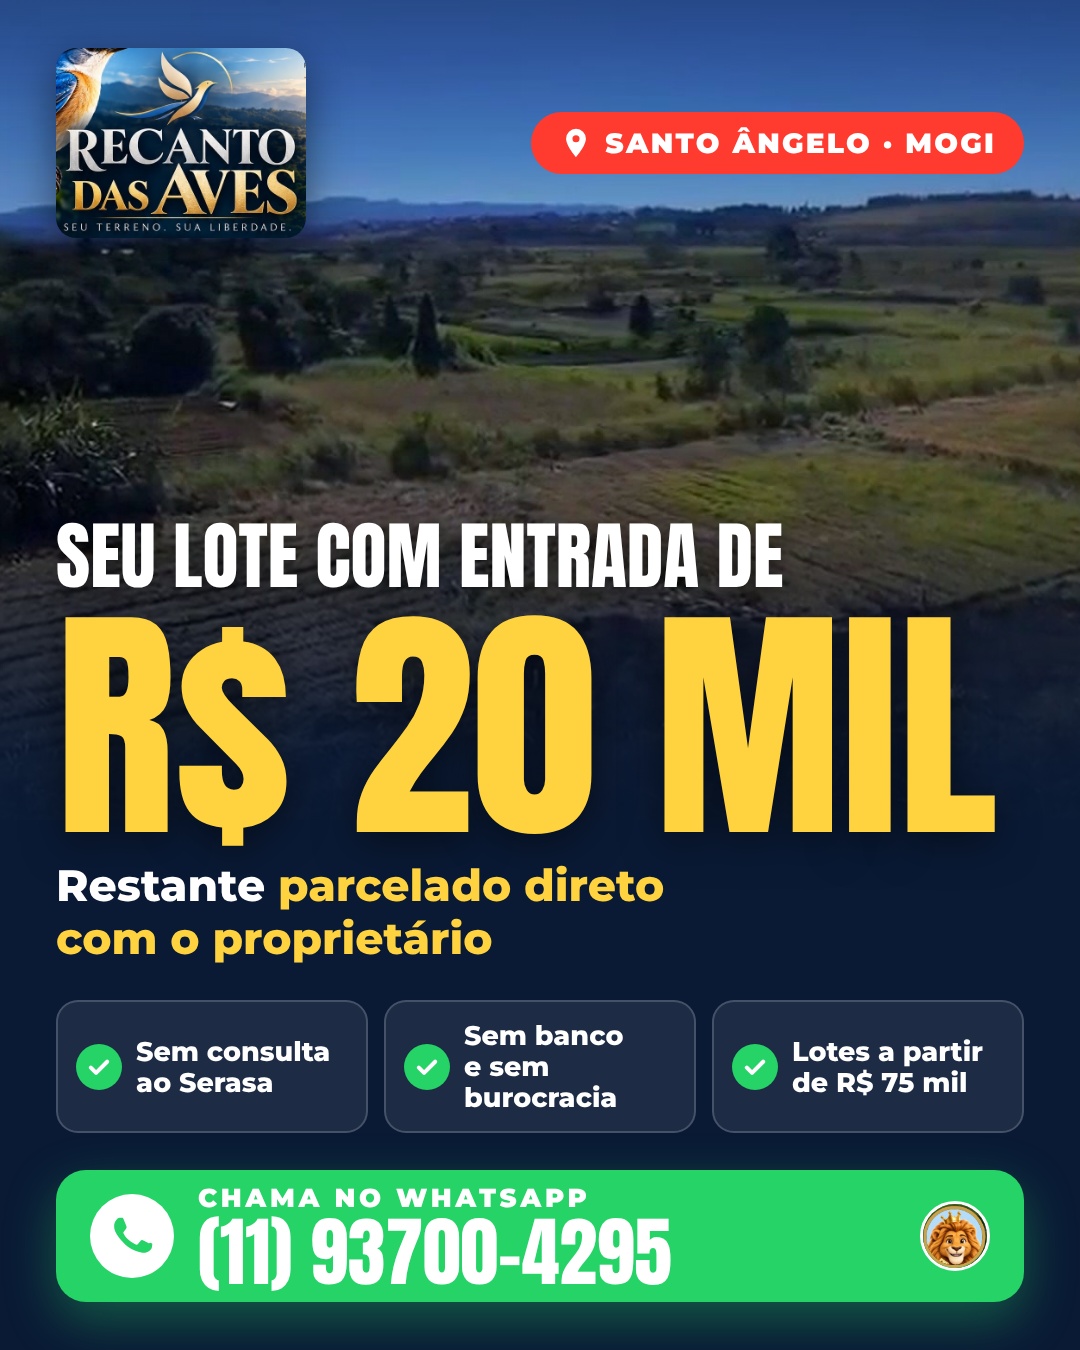 RECANTO
DAS AVES
SEU TERRENO. SUA LIBERDADE.
SANTO ÂNGELO • MOGI
SEU LOTE COM ENTRADA DE
R$ 20 MIL
Restante parcelado direto
com o proprietário
Sem consulta
ao Serasa
Sem banco
e sem
burocracia
Lotes a partir
de R$ 75 mil
CHAMA NO WHATSAPP
(11) 93700-4295